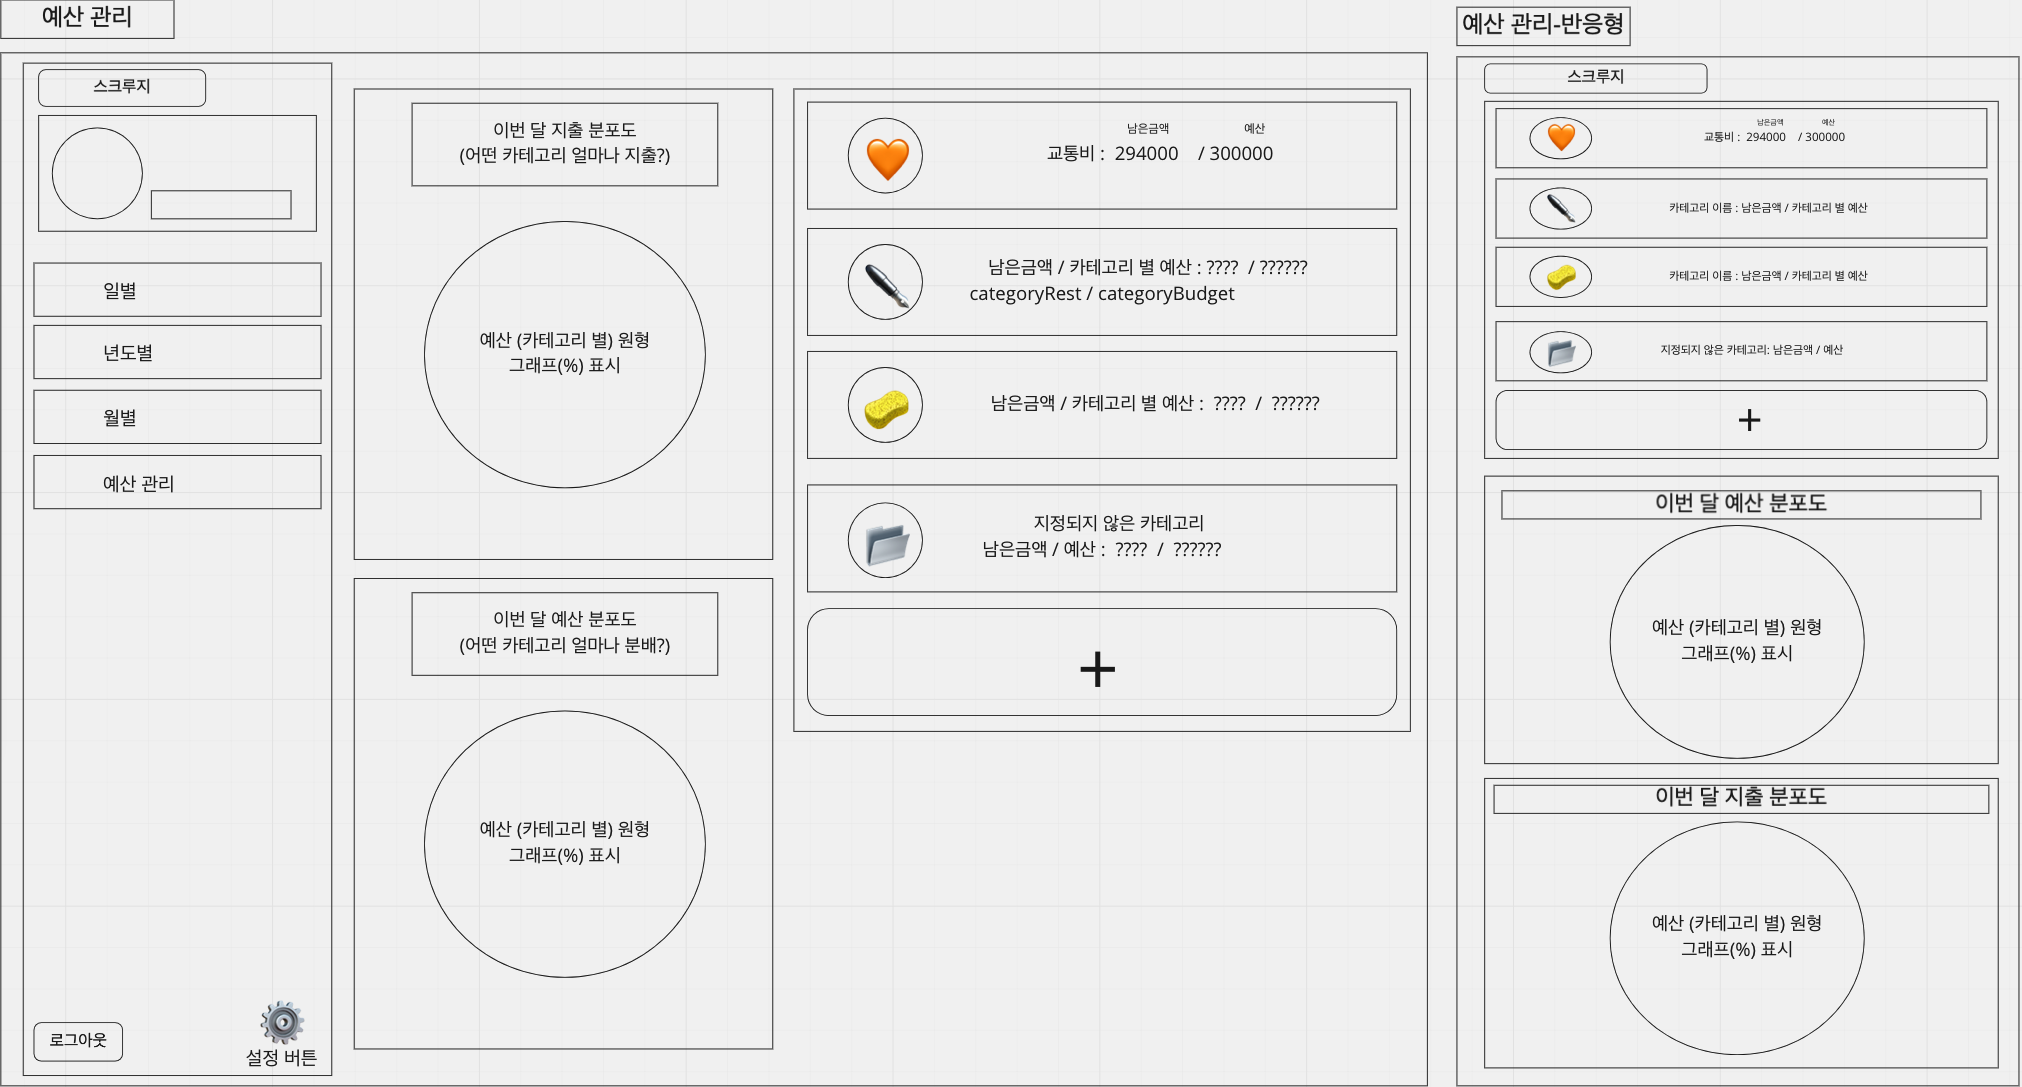 예산 관리
스크루지
일별
년도별
월별
예산 관리
로그아웃
설정 버튼
이번 달 지출 분포도
(어떤 카테고리 얼마나 지출?)
예산 (카테고리 별) 원형
그래프(%) 표시
이번 달 예산 분포도
(어떤 카테고리 얼마나 분배?)
예산 (카테고리 별) 원형
그래프(%) 표시
남은금액 예산
교통비 : 294000 / 300000
남은금액 / 카테고리 별 예산 : ???? / ??????
categoryRest / categoryBudget
남은금액 / 카테고리 별 예산 : ???? / ??????
지정되지 않은 카테고리
남은금액 / 예산 : ???? / ??????
+
예산 관리-반응형
스크루지
남은금액 예산
교통비 : 294000 / 300000
카테고리 이름 : 남은금액 / 카테고리 별 예산
카테고리 이름 : 남은금액 / 카테고리 별 예산
지정되지 않은 카테고리: 남은금액 / 예산
+
이번 달 예산 분포도
예산 (카테고리 별) 원형
그래프(%) 표시
이번 달 지출 분포도
예산 (카테고리 별) 원형
그래프(%) 표시